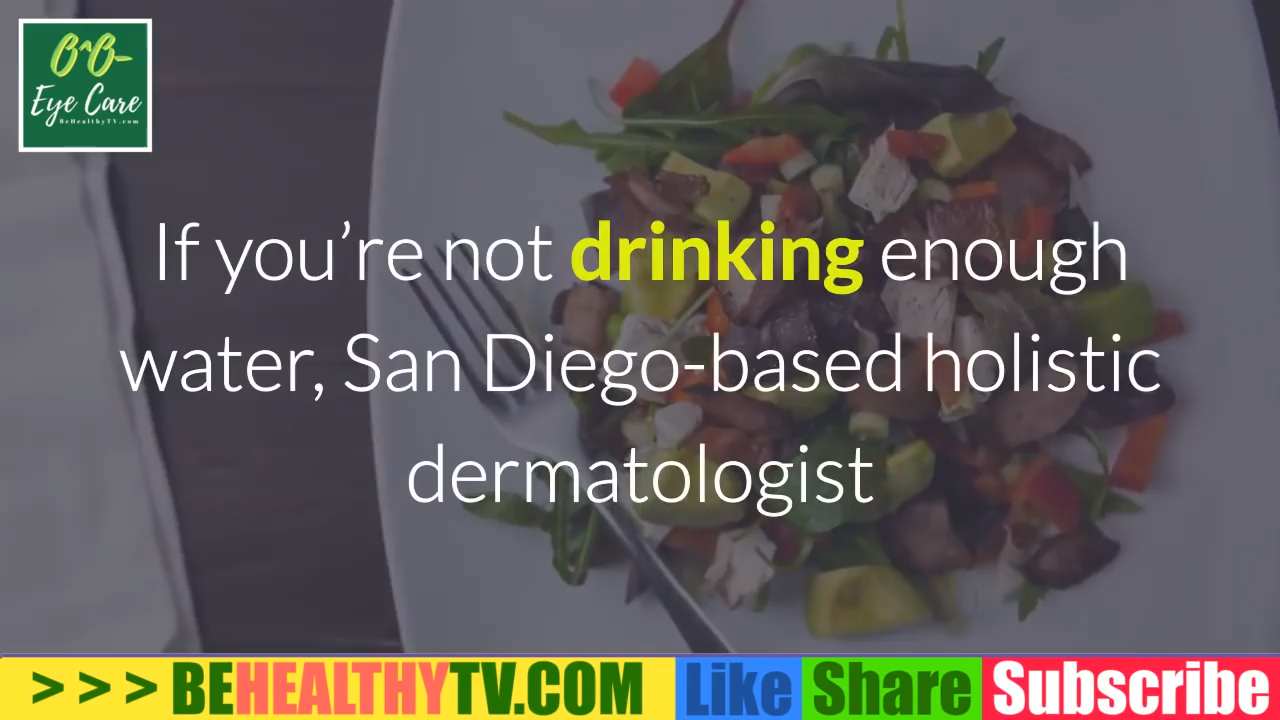 Eye Care
BeHealthyTV.com
If you’re not drinking enough
water, San Diego-based holistic
dermatologist
> > > BEHEALTHYTV.COM Like Share Subscribe